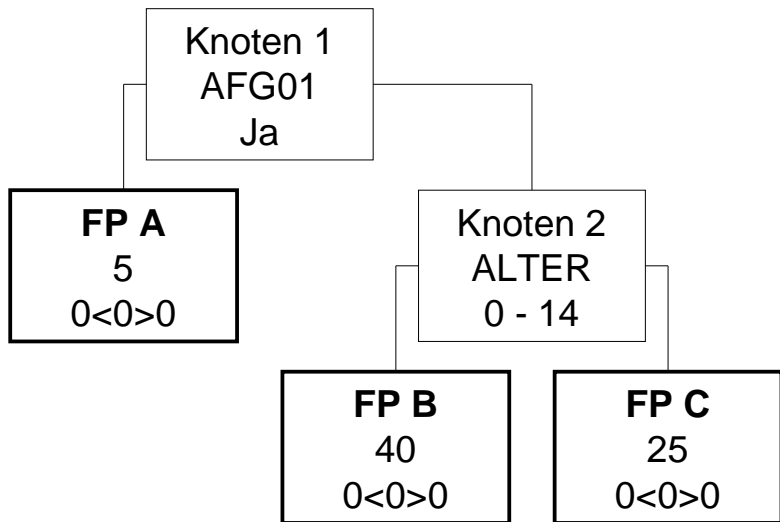 Knoten 1
AFG01
Ja
FP A
5
0<0>0
Knoten 2
ALTER
0 - 14
FP B
40
0<0>0
FP C
25
0<0>0